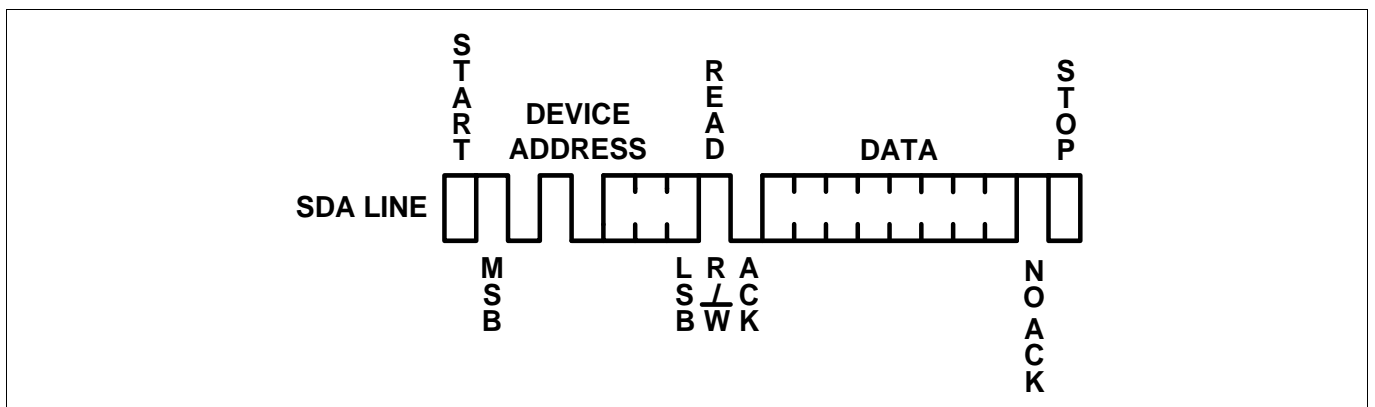 START
DEVICE
ADDRESS
READ
DATA
STOP
SDA LINE
MSB
LSB
R/W
ACK
NO ACK